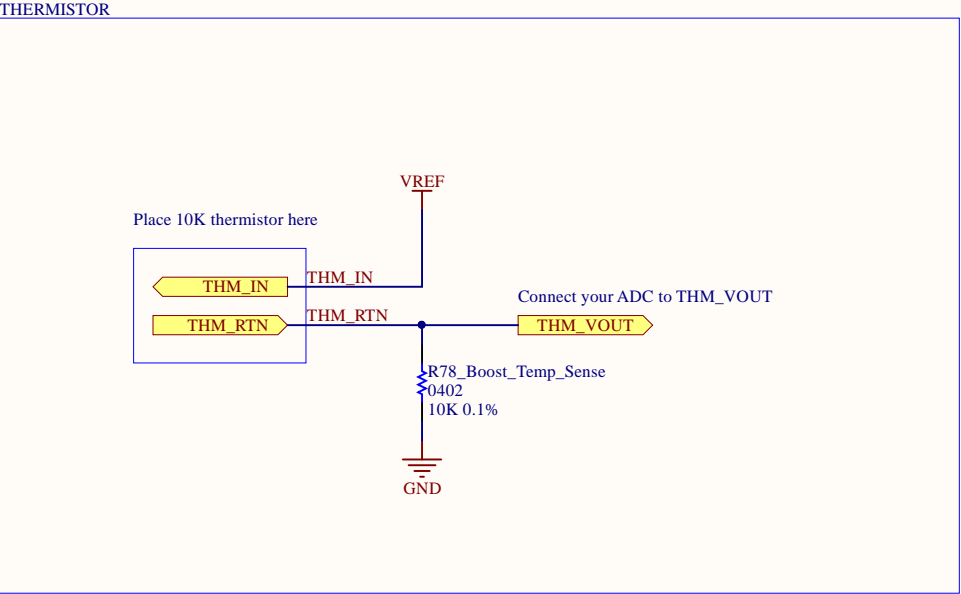 THERMISTOR
VREF
Place 10K thermistor here
THM_IN
THM_IN
Connect your ADC to THM_VOUT
THM_RTN
THM_RTN
THM_VOUT
R78_Boost_Temp_Sense
0402
10K 0.1%
GND